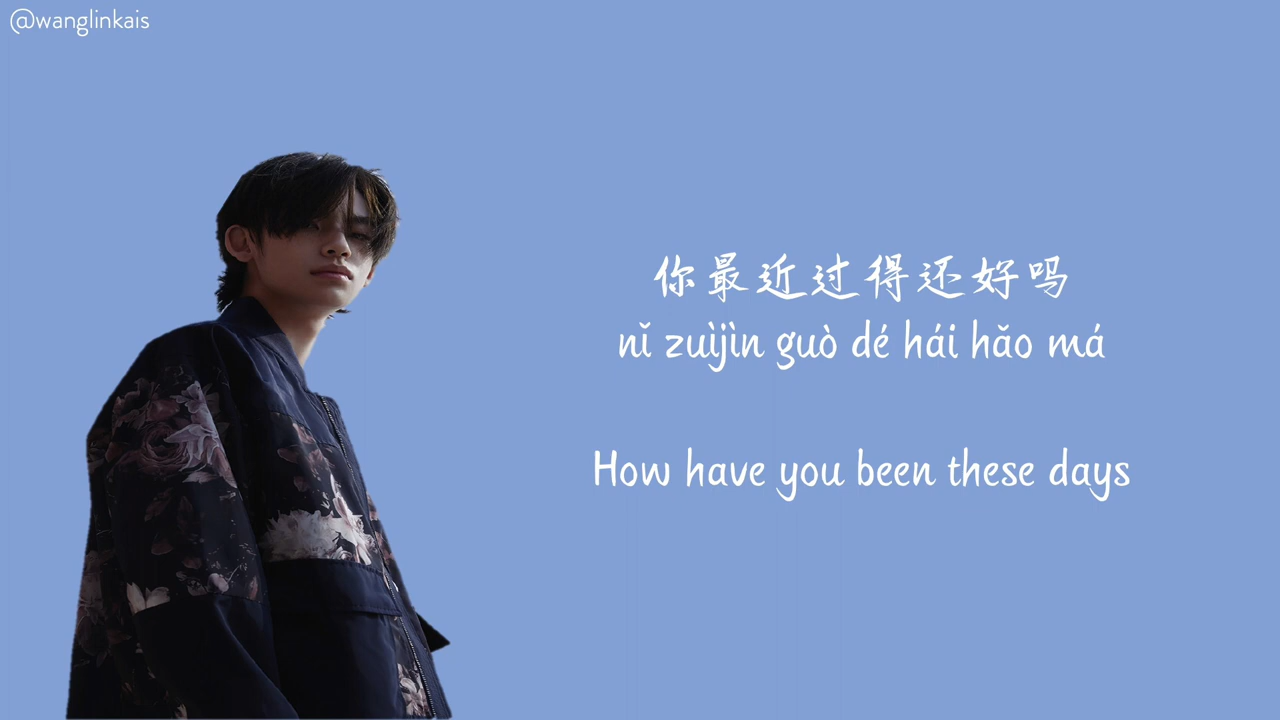 @wanglinkais
你最近过得还好吗
nǐ zuìjìn guò dé hái hǎo má
How have you been these days